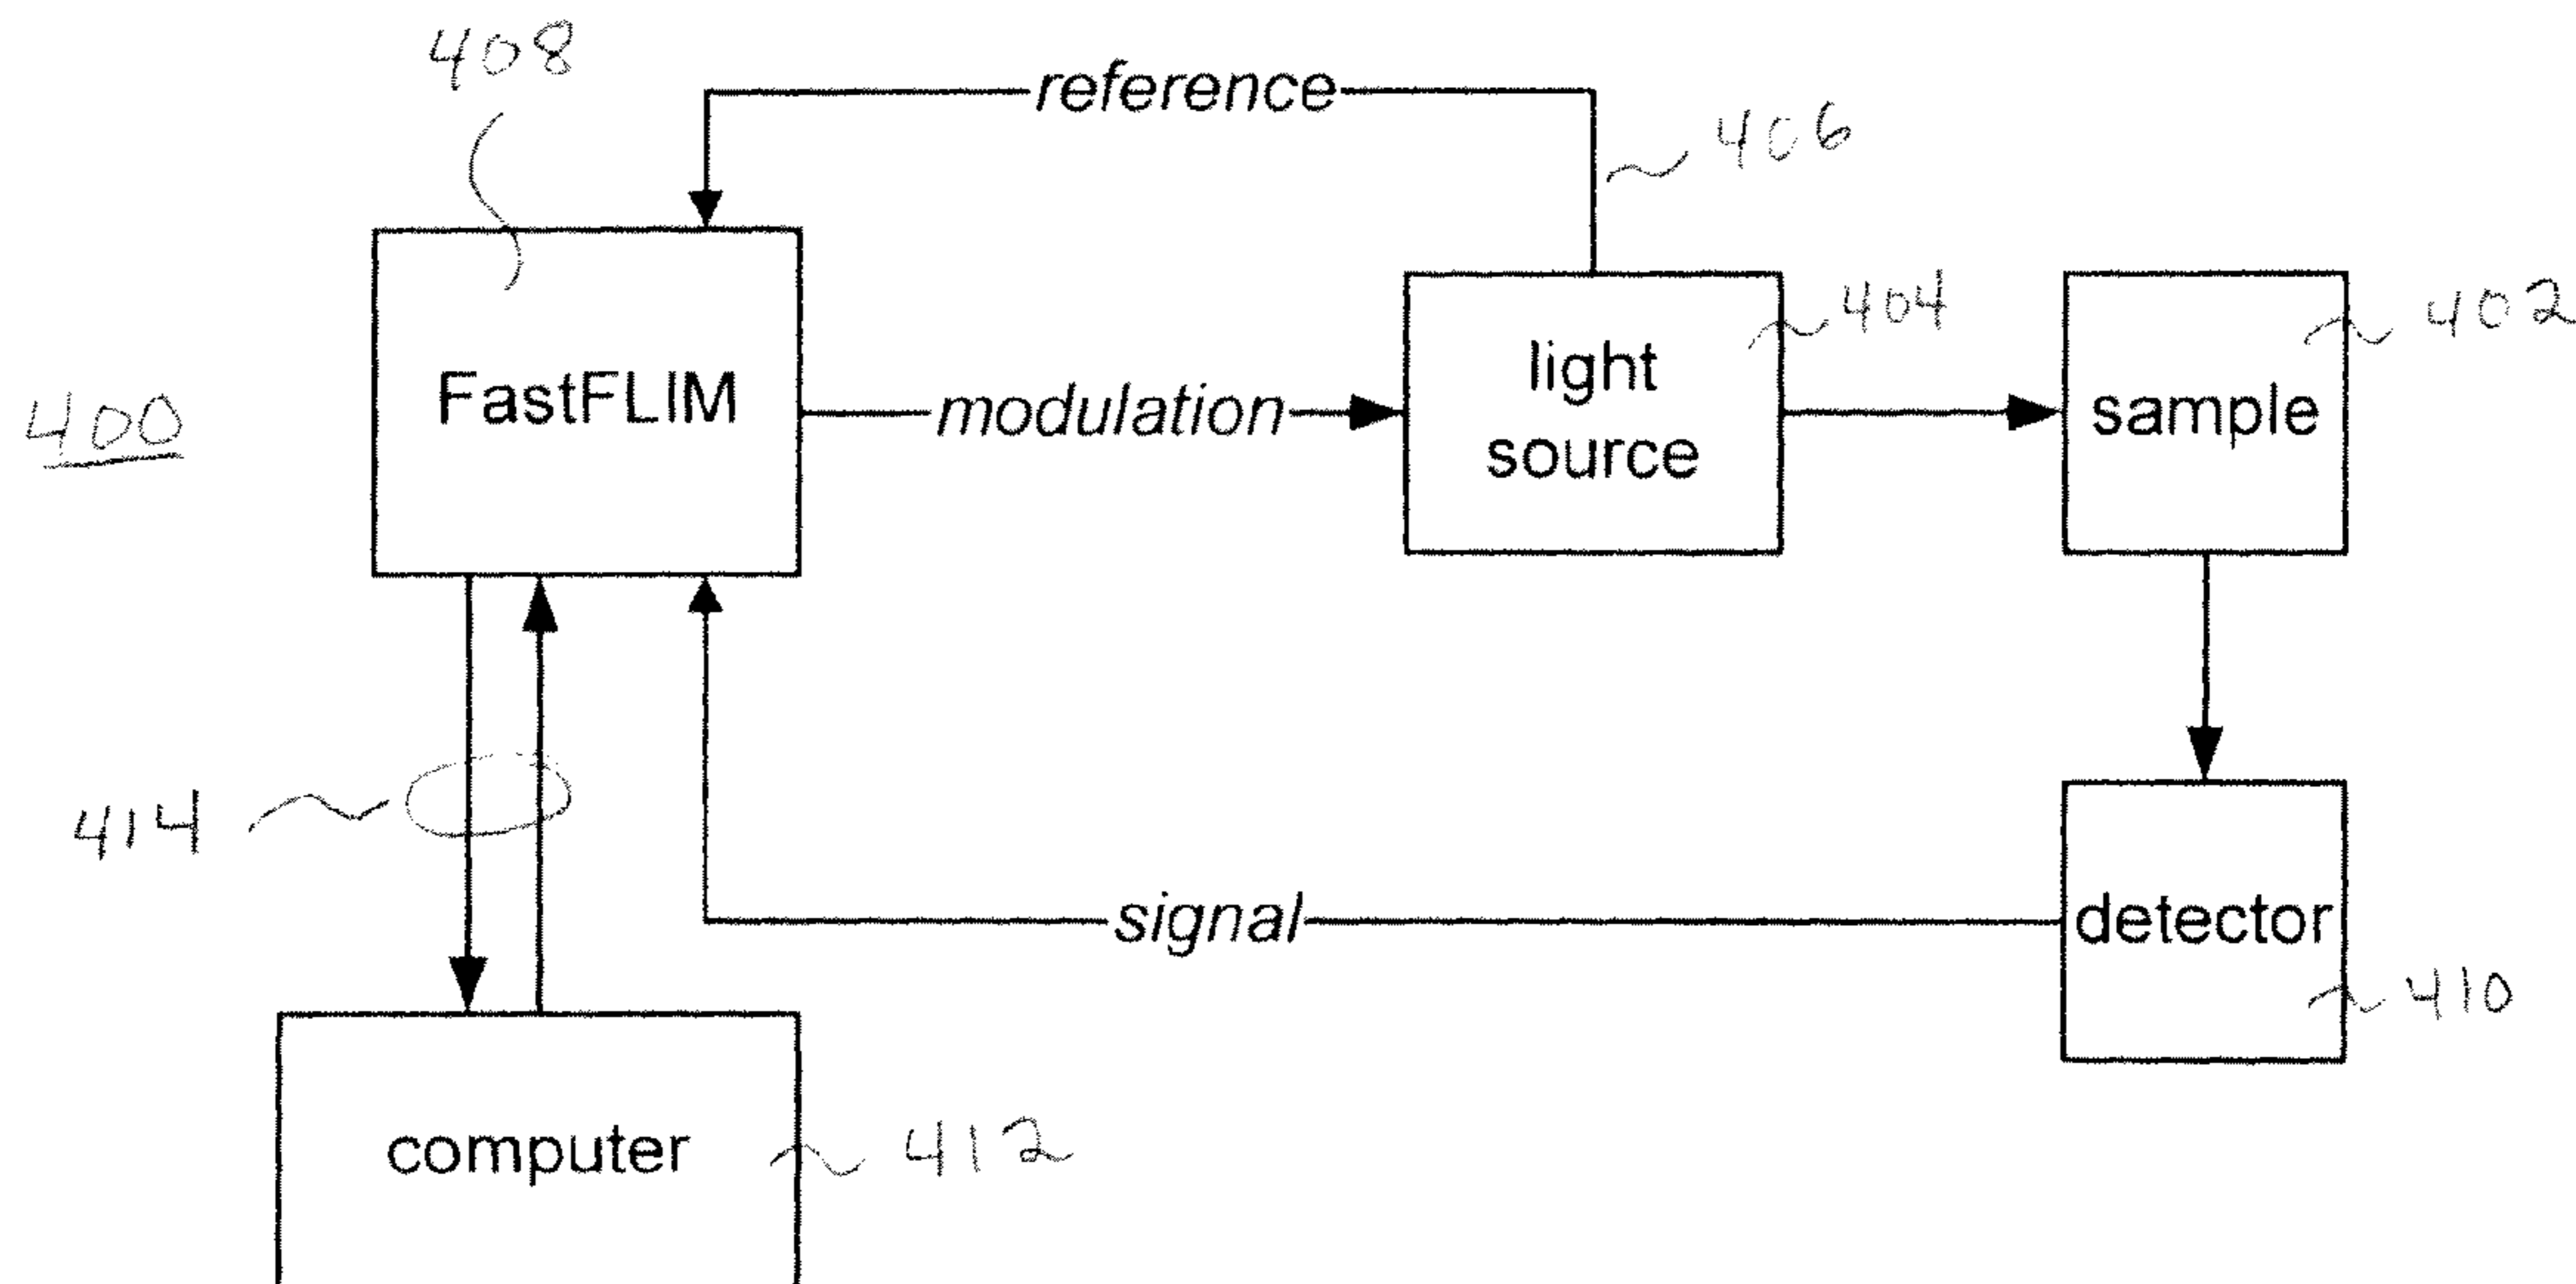 408
reference
406
404
402
FastFLIM
modulation
light
source
sample
400
414
signal
detector
410
computer
412